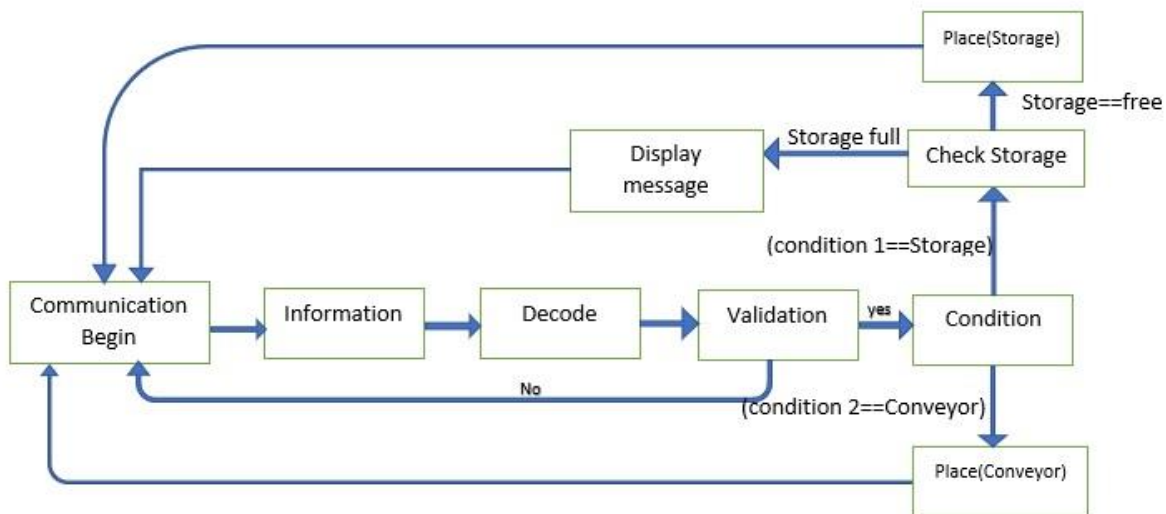 Place(Storage)
Storage==free
Storage full
Display
message
Check Storage
(condition 1==Storage)
Communication
Begin
Information
Decode
Validation
yes
Condition
No
(condition 2==Conveyor)
Place(Conveyor)